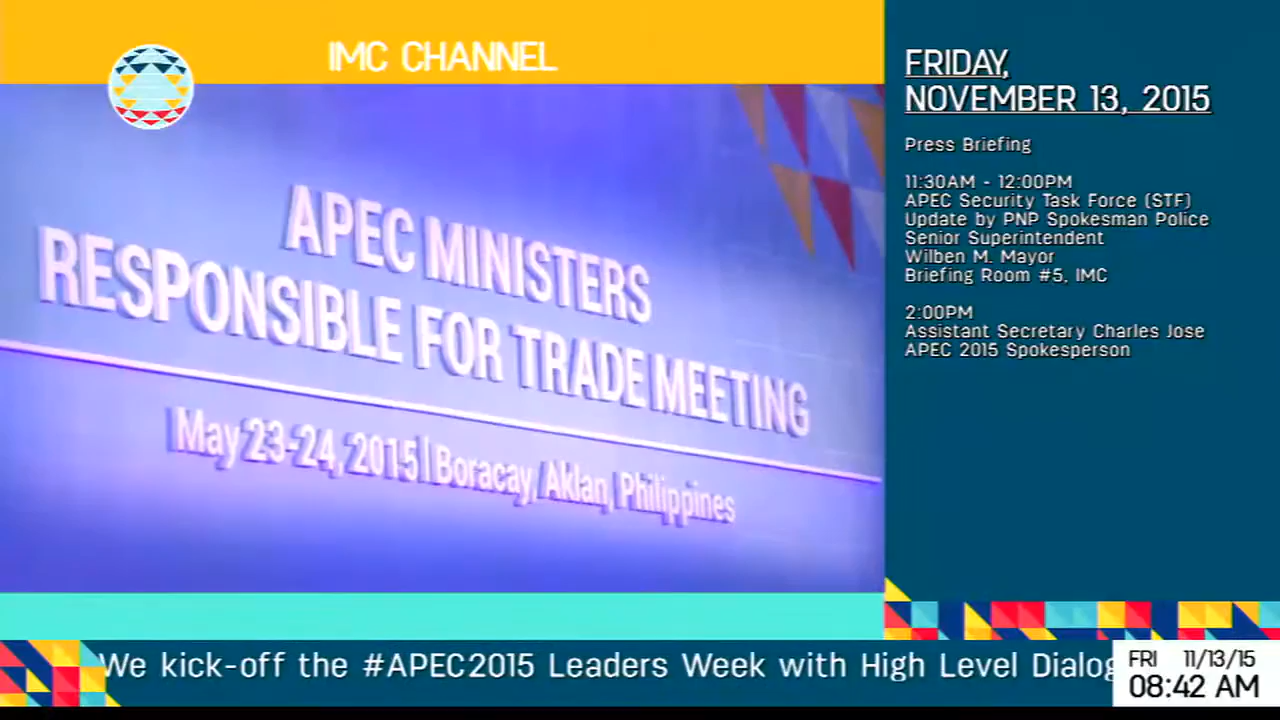 IMC CHANNEL
APEC MINISTERS
RESPONSIBLE FOR TRADE MEETING
May 23-24, 2015 | Boracay, Aklan, Philippines
FRIDAY,
NOVEMBER 13, 2015
Press Briefing
11:30AM - 12:00PM
APEC Security Task Force (STF)
Update by PNP Spokesman Police
Senior Superintendent
Wilben M. Mayor
Briefing Room #5, IMC
2:00PM
Assistant Secretary Charles Jose
APEC 2015 Spokesperson
We kick-off the #APEC2015 Leaders Week with High Level Dialog
FRI 11/13/15
08:42 AM